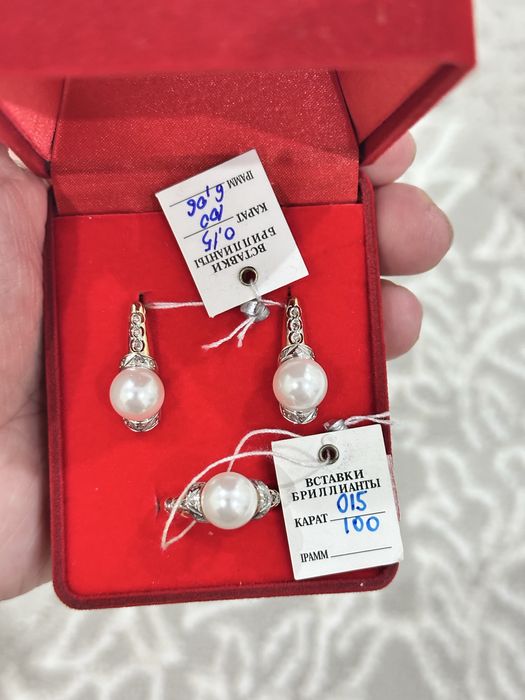 ВСТАВКИ
БРИЛЛИАНТЫ
0,15
КАРАТ 100
ГРАММ 6,06
ВСТАВКИ
БРИЛЛИАНТЫ
015
КАРАТ 100
ГРАММ